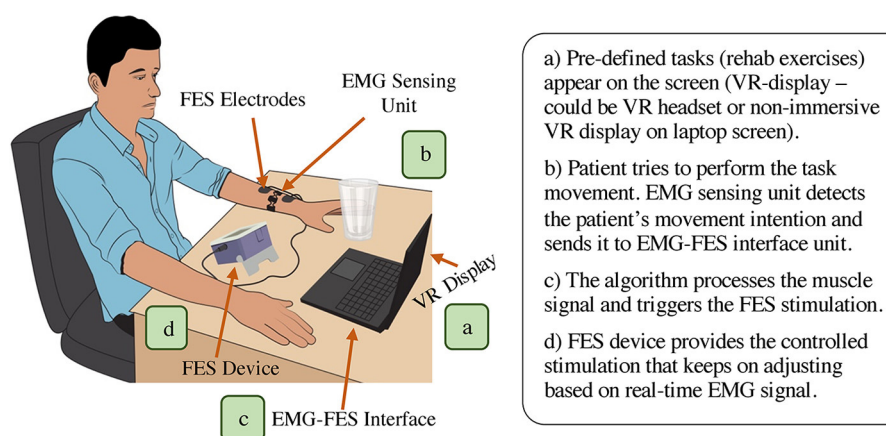 EMG Sensing
Unit
FES Electrodes
b
VR Display
a
d
FES Device
c
EMG-FES Interface
a) Pre-defined tasks (rehab exercises)
appear on the screen (VR-display –
could be VR headset or non-immersive
VR display on laptop screen).
b) Patient tries to perform the task
movement. EMG sensing unit detects
the patient’s movement intention and
sends it to EMG-FES interface unit.
c) The algorithm processes the muscle
signal and triggers the FES stimulation.
d) FES device provides the controlled
stimulation that keeps on adjusting
based on real-time EMG signal.